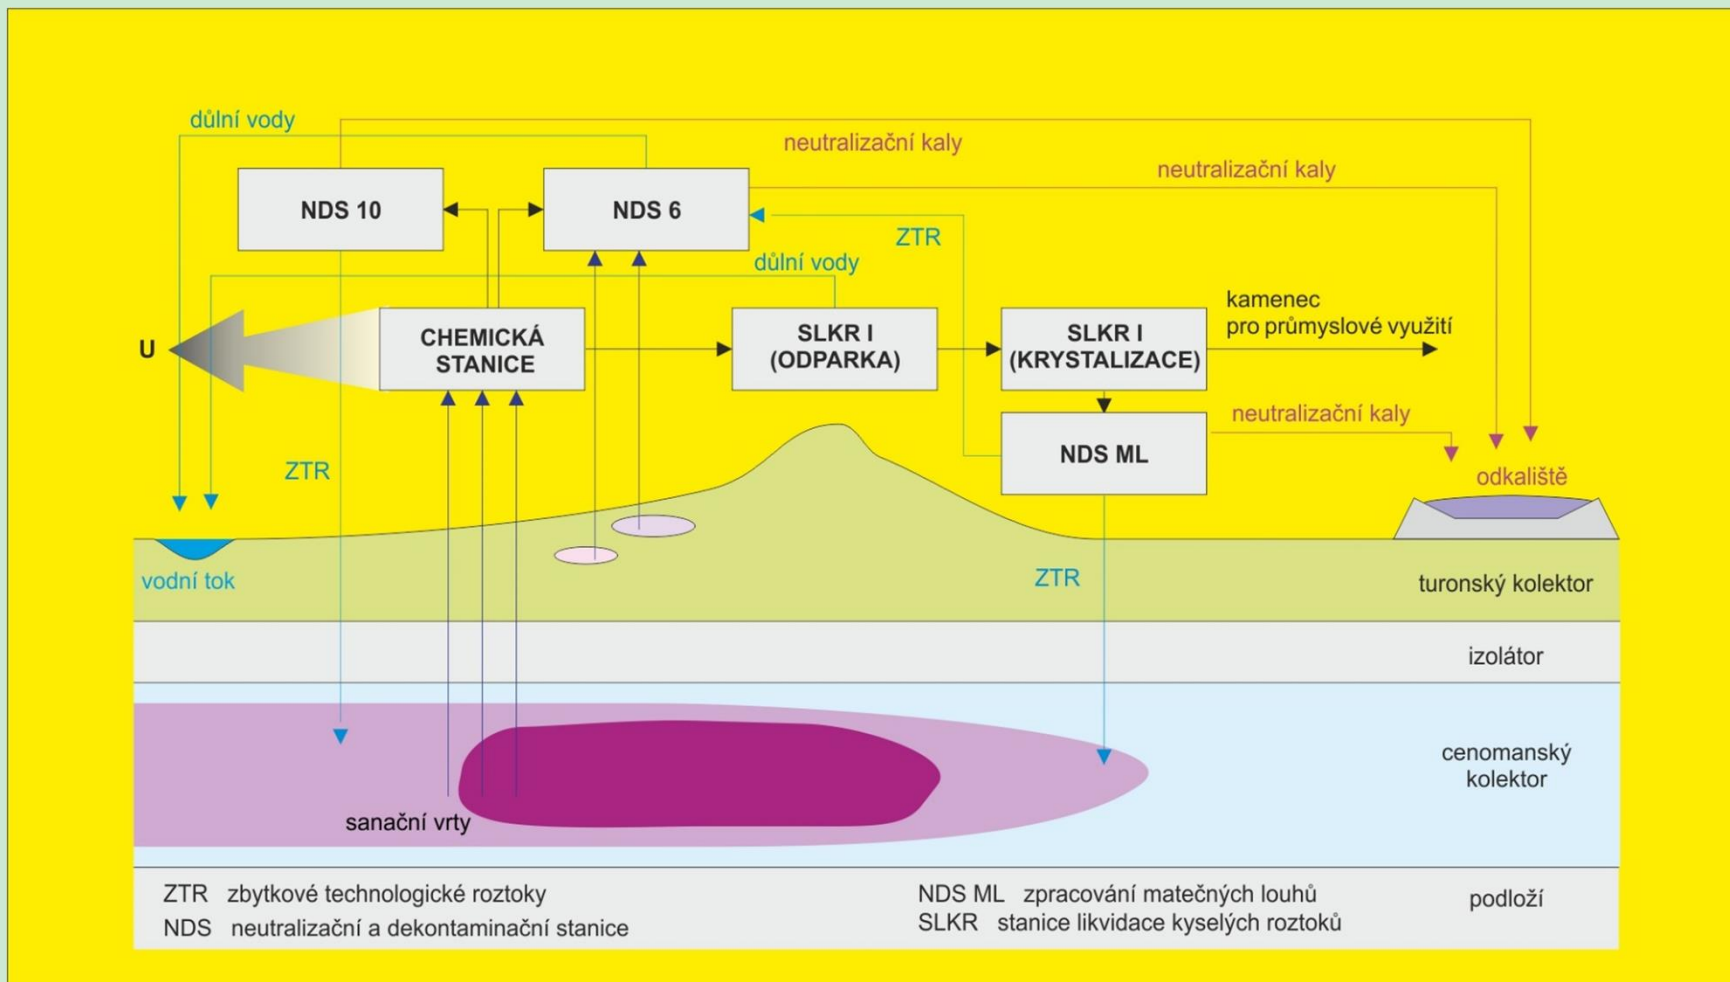 důlní vody
neutralizační kaly
neutralizační kaly
NDS 10
NDS 6
ZTR
důlní vody
kamenec
pro průmyslové využití
U
CHEMICKÁ
STANICE
SLKR I
(ODPARKA)
SLKR I
(KRYSTALIZACE)
neutralizační kaly
NDS ML
ZTR
odkaliště
vodní tok
ZTR
turonský kolektor
izolátor
cenomanský
kolektor
sanační vrty
ZTR zbytkové technologické roztoky
NDS neutralizační a dekontaminační stanice
NDS ML zpracování matečných louhů
SLKR stanice likvidace kyselých roztoků
podloží